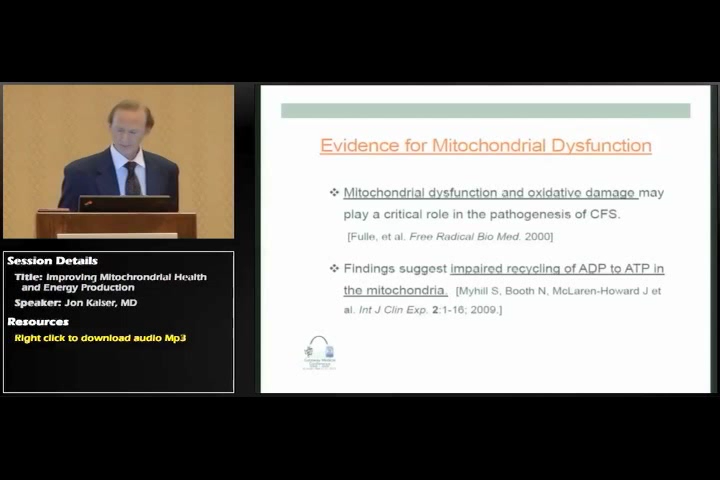 Session Details
Title: Improving Mitochrondrial Health
and Energy Production
Speaker: Jon Kaiser, MD
Resources
Right click to download audio Mp3
Evidence for Mitochondrial Dysfunction
❖ Mitochondrial dysfunction and oxidative damage may
play a critical role in the pathogenesis of CFS.
[Fulle, et al. Free Radical Bio Med. 2000]
❖ Findings suggest impaired recycling of ADP to ATP in
the mitochondria. [Myhill S, Booth N, McLaren-Howard J et
al. Int J Clin Exp. 2:1-16; 2009.]